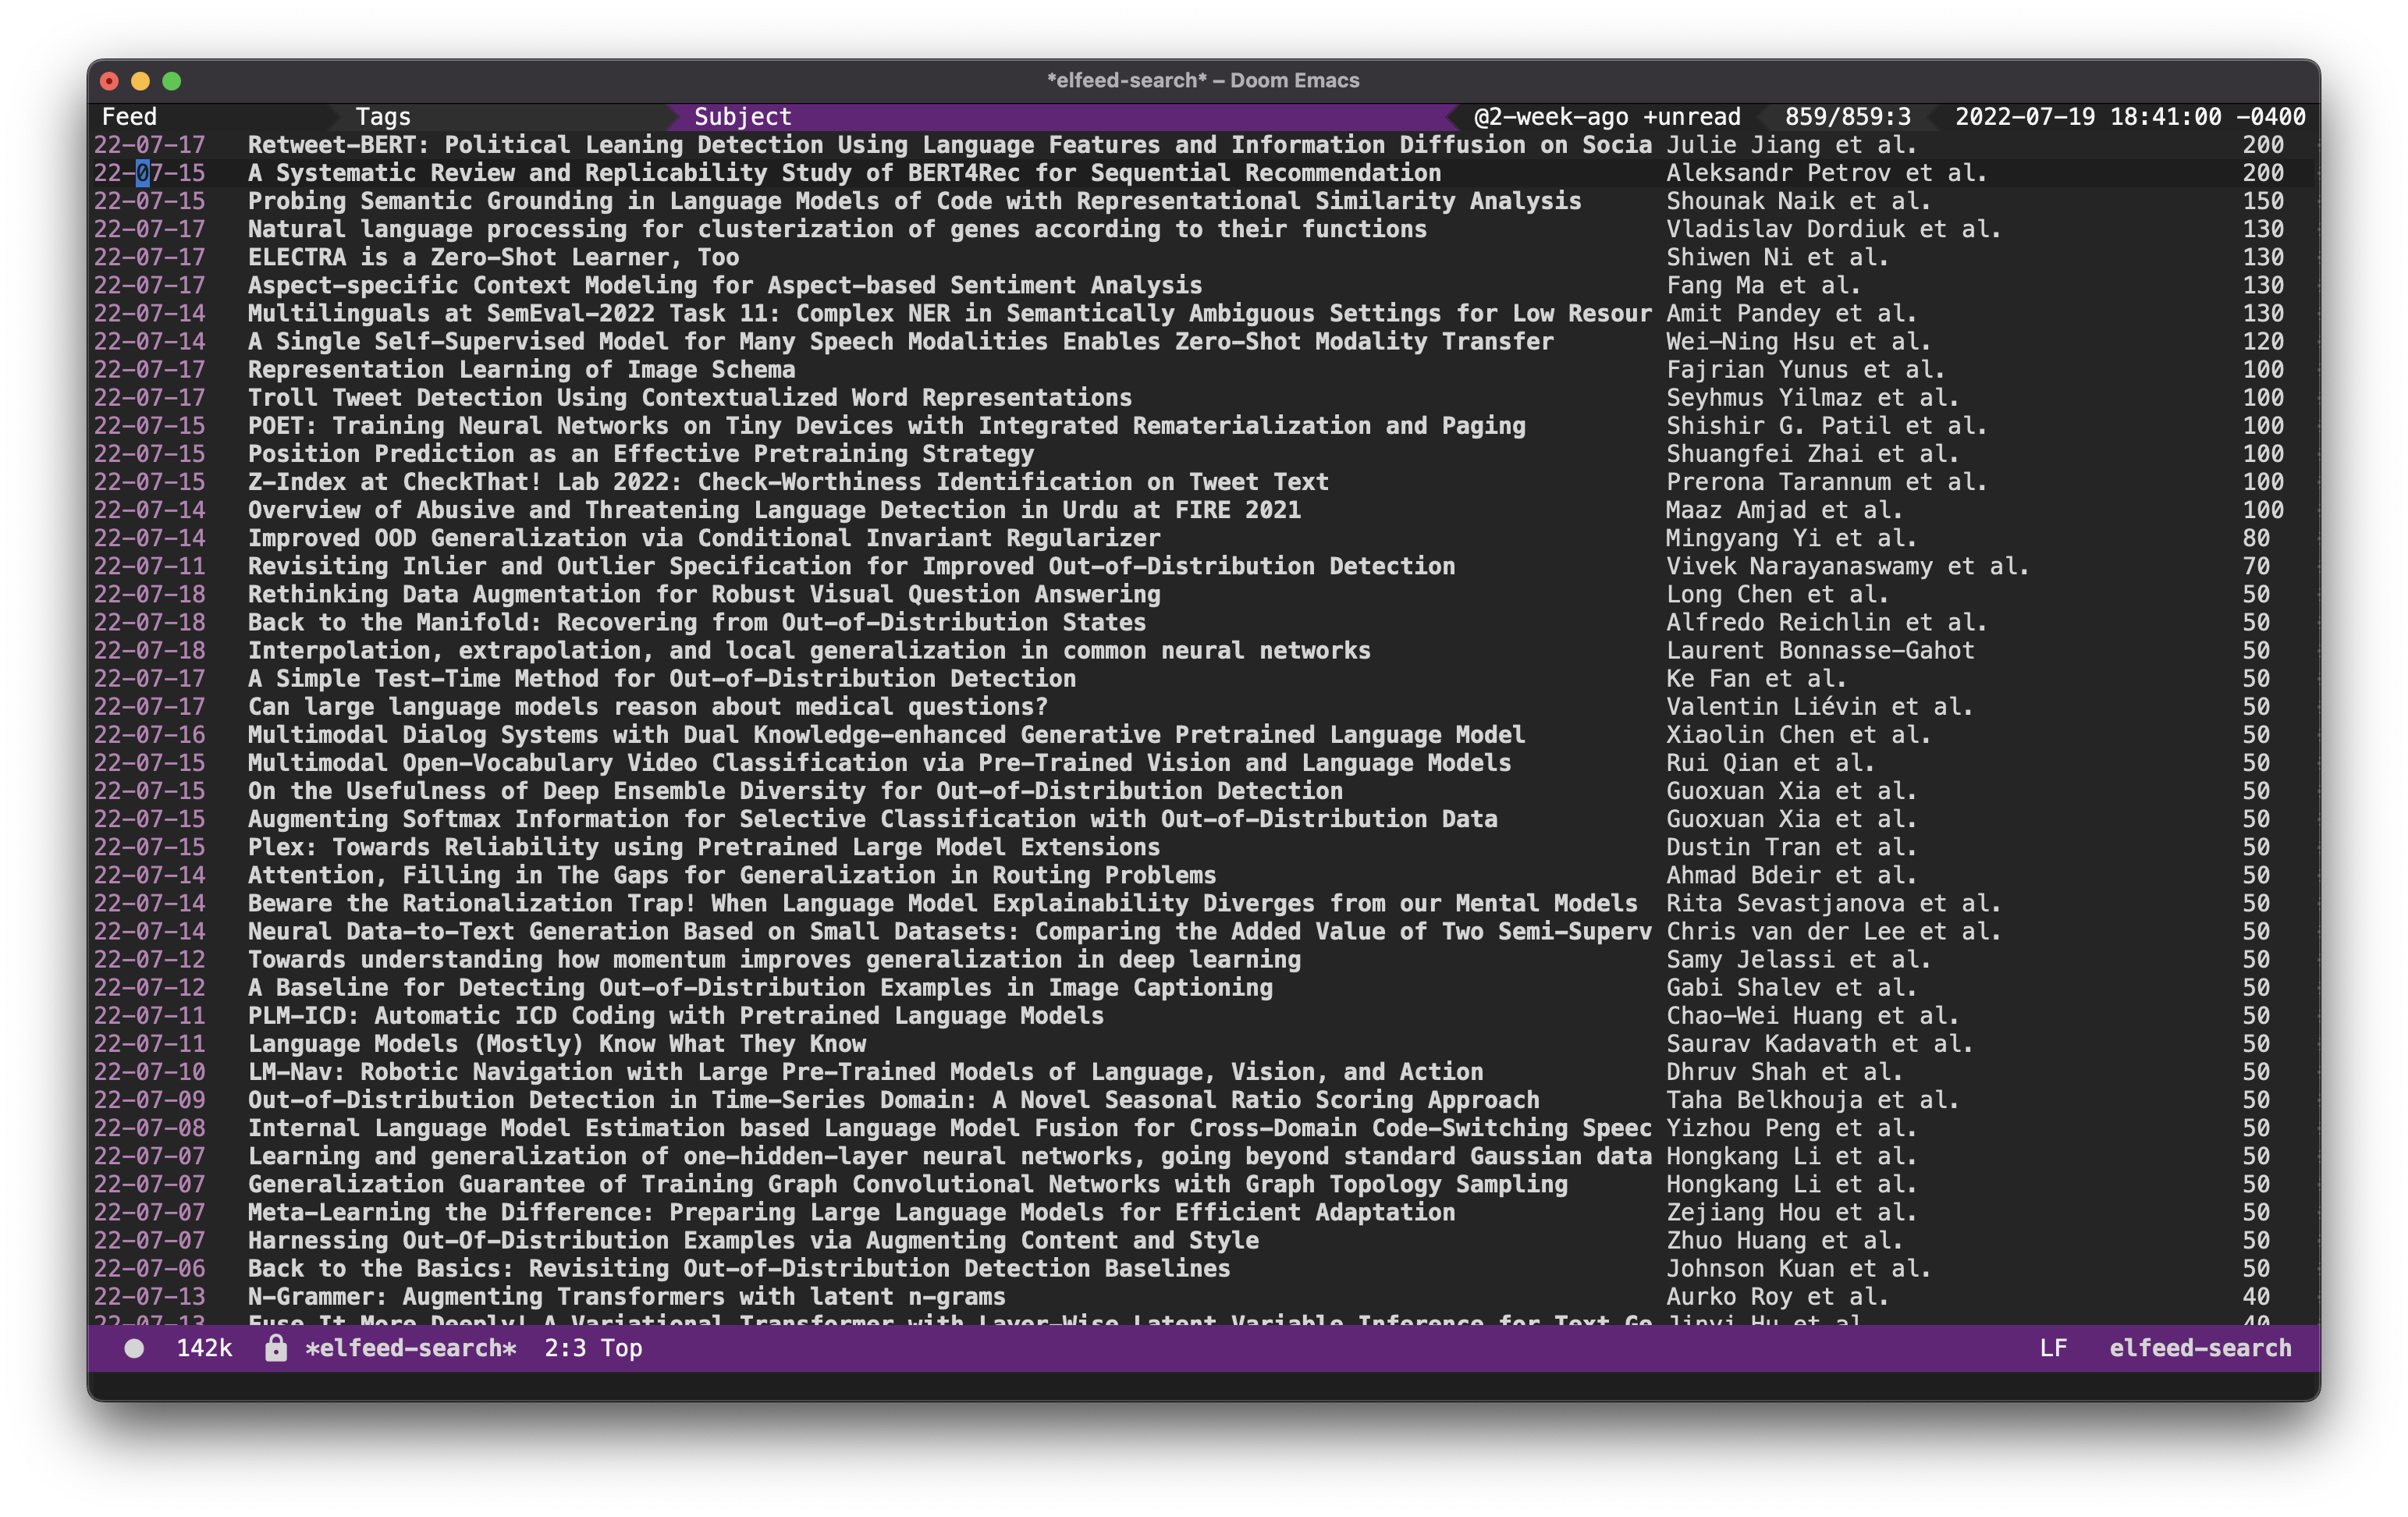 *elfeed-search* – Doom Emacs
Feed Tags Subject @2-week-ago +unread 859/859:3 2022-07-19 18:41:00 -0400
22-07-17 Retweet-BERT: Political Leaning Detection Using Language Features and Information Diffusion on Socia Julie Jiang et al. 200
22-07-15 A Systematic Review and Replicability Study of BERT4Rec for Sequential Recommendation Aleksandr Petrov et al. 200
22-07-15 Probing Semantic Grounding in Language Models of Code with Representational Similarity Analysis Shounak Naik et al. 150
22-07-17 Natural language processing for clusterization of genes according to their functions Vladislav Dordiuk et al. 130
22-07-17 ELECTRA is a Zero-Shot Learner, Too Shiwen Ni et al. 130
22-07-17 Aspect-specific Context Modeling for Aspect-based Sentiment Analysis Fang Ma et al. 130
22-07-14 Multilinguals at SemEval-2022 Task 11: Complex NER in Semantically Ambiguous Settings for Low Resour Amit Pandey et al. 130
22-07-14 A Single Self-Supervised Model for Many Speech Modalities Enables Zero-Shot Modality Transfer Wei-Ning Hsu et al. 120
22-07-17 Representation Learning of Image Schema Fajrian Yunus et al. 100
22-07-17 Troll Tweet Detection Using Contextualized Word Representations Seyhmus Yilmaz et al. 100
22-07-15 POET: Training Neural Networks on Tiny Devices with Integrated Rematerialization and Paging Shishir G. Patil et al. 100
22-07-15 Position Prediction as an Effective Pretraining Strategy Shuangfei Zhai et al. 100
22-07-15 Z-Index at CheckThat! Lab 2022: Check-Worthiness Identification on Tweet Text Prerona Tarannum et al. 100
22-07-14 Overview of Abusive and Threatening Language Detection in Urdu at FIRE 2021 Maaz Amjad et al. 100
22-07-14 Improved OOD Generalization via Conditional Invariant Regularizer Mingyang Yi et al. 80
22-07-11 Revisiting Inlier and Outlier Specification for Improved Out-of-Distribution Detection Vivek Narayanaswamy et al. 70
22-07-18 Rethinking Data Augmentation for Robust Visual Question Answering Long Chen et al. 50
22-07-18 Back to the Manifold: Recovering from Out-of-Distribution States Alfredo Reichlin et al. 50
22-07-18 Interpolation, extrapolation, and local generalization in common neural networks Laurent Bonnasse-Gahot 50
22-07-17 A Simple Test-Time Method for Out-of-Distribution Detection Ke Fan et al. 50
22-07-17 Can large language models reason about medical questions? Valentin Liévin et al. 50
22-07-16 Multimodal Dialog Systems with Dual Knowledge-enhanced Generative Pretrained Language Model Xiaolin Chen et al. 50
22-07-15 Multimodal Open-Vocabulary Video Classification via Pre-Trained Vision and Language Models Rui Qian et al. 50
22-07-15 On the Usefulness of Deep Ensemble Diversity for Out-of-Distribution Detection Guoxuan Xia et al. 50
22-07-15 Augmenting Softmax Information for Selective Classification with Out-of-Distribution Data Guoxuan Xia et al. 50
22-07-15 Plex: Towards Reliability using Pretrained Large Model Extensions Dustin Tran et al. 50
22-07-14 Attention, Filling in The Gaps for Generalization in Routing Problems Ahmad Bdeir et al. 50
22-07-14 Beware the Rationalization Trap! When Language Model Explainability Diverges from our Mental Models Rita Sevastjanova et al. 50
22-07-14 Neural Data-to-Text Generation Based on Small Datasets: Comparing the Added Value of Two Semi-Superv Chris van der Lee et al. 50
22-07-12 Towards understanding how momentum improves generalization in deep learning Samy Jelassi et al. 50
22-07-12 A Baseline for Detecting Out-of-Distribution Examples in Image Captioning Gabi Shalev et al. 50
22-07-11 PLM-ICD: Automatic ICD Coding with Pretrained Language Models Chao-Wei Huang et al. 50
22-07-11 Language Models (Mostly) Know What They Know Saurav Kadavath et al. 50
22-07-10 LM-Nav: Robotic Navigation with Large Pre-Trained Models of Language, Vision, and Action Dhruv Shah et al. 50
22-07-09 Out-of-Distribution Detection in Time-Series Domain: A Novel Seasonal Ratio Scoring Approach Taha Belkhouja et al. 50
22-07-08 Internal Language Model Estimation based Language Model Fusion for Cross-Domain Code-Switching Speec Yizhou Peng et al. 50
22-07-07 Learning and generalization of one-hidden-layer neural networks, going beyond standard Gaussian data Hongkang Li et al. 50
22-07-07 Generalization Guarantee of Training Graph Convolutional Networks with Graph Topology Sampling Hongkang Li et al. 50
22-07-07 Meta-Learning the Difference: Preparing Large Language Models for Efficient Adaptation Zejiang Hou et al. 50
22-07-07 Harnessing Out-Of-Distribution Examples via Augmenting Content and Style Zhuo Huang et al. 50
22-07-06 Back to the Basics: Revisiting Out-of-Distribution Detection Baselines Johnson Kuan et al. 50
22-07-13 N-Grammer: Augmenting Transformers with latent n-grams Aurko Roy et al. 40
22-07-13 Fuse It More Deeply! A Variational Transformer with Layer-Wise Latent Variable Inference for Text Ge Jinyi Hu et al. 40
142k *elfeed-search* 2:3 Top LF elfeed-search